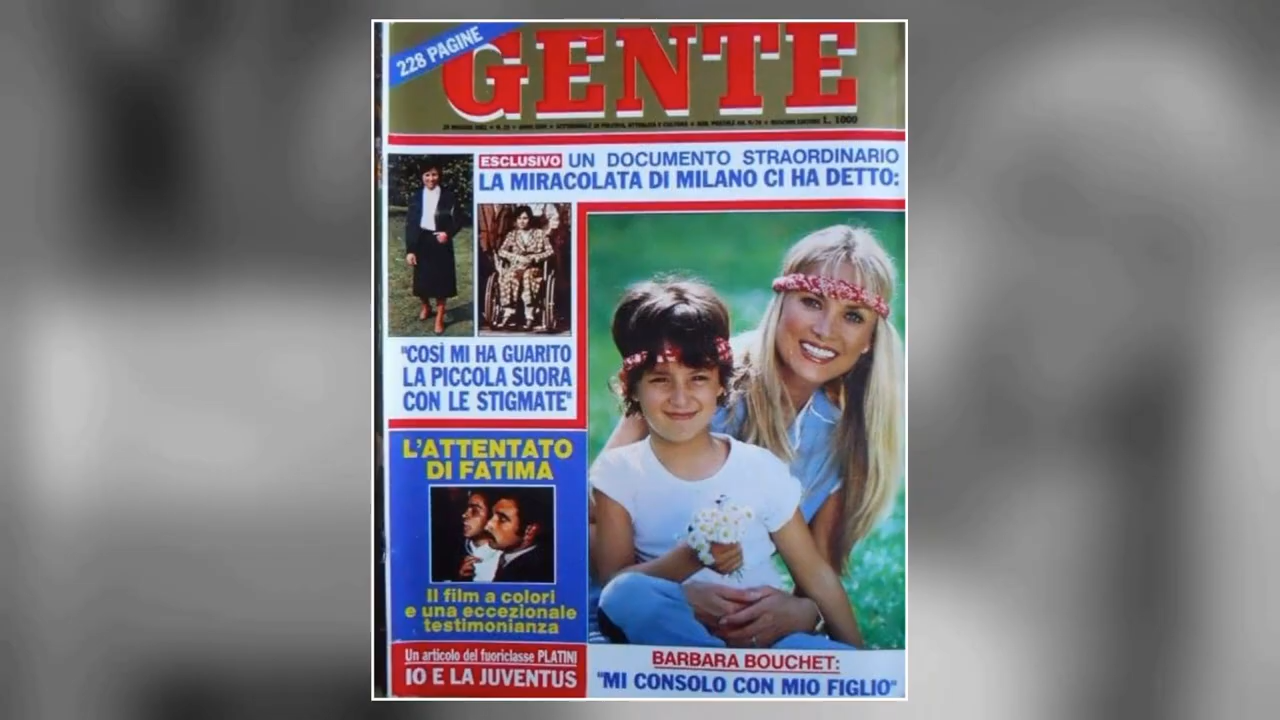 228 PAGINE
GENTE
L. 1000
ESCLUSIVO UN DOCUMENTO STRAORDINARIO
LA MIRACOLATA DI MILANO CI HA DETTO:
"COSÌ MI HA GUARITO
LA PICCOLA SUORA
CON LE STIGMATE"
L'ATTENTATO
DI FATIMA
Il film a colori
e una eccezionale
testimonianza
Un articolo del fuoriclasse PLATINI
IO E LA JUVENTUS
BARBARA BOUCHET:
"MI CONSOLO CON MIO FIGLIO"